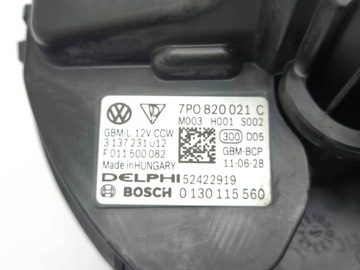 7P0 820 021 C
M003 H001 S002
GBM-L 12V CCW
3 137 231 012
F 011 500 082
Made in HUNGARY
300 D05
GBM-BCP
11-06-28
DELPHI 52422919
BOSCH 0 130 115 560